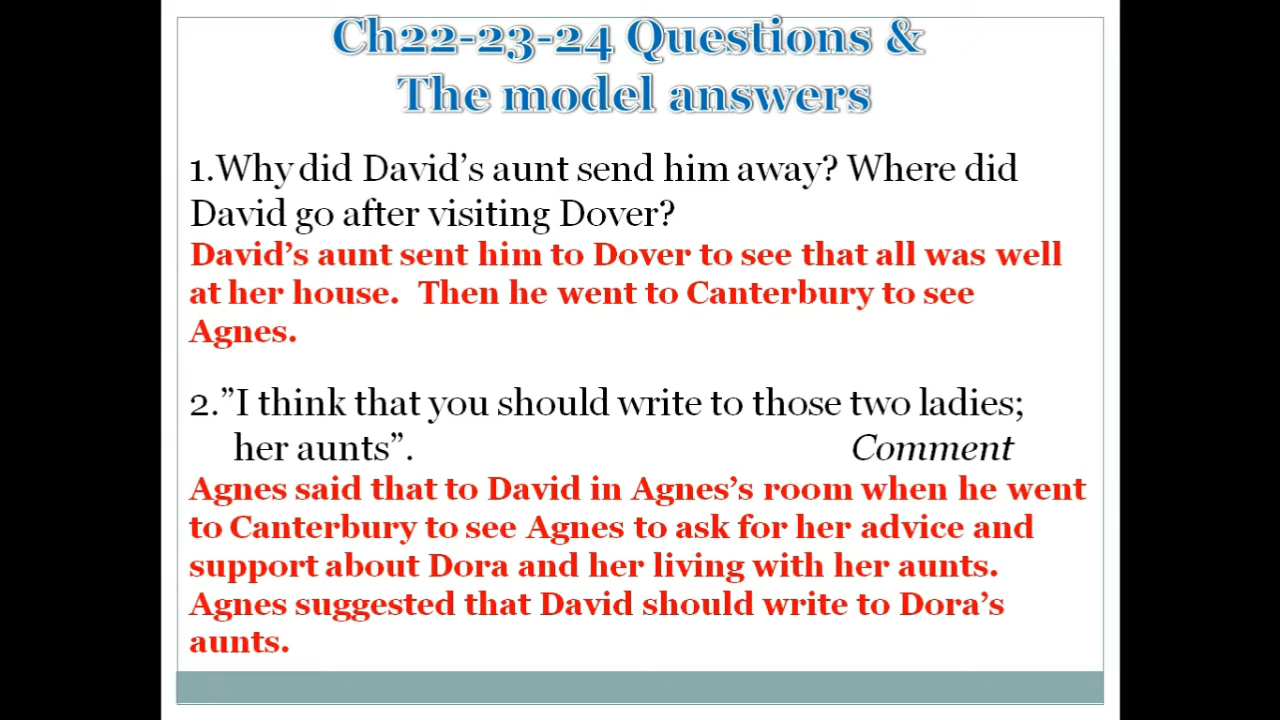 Ch22-23-24 Questions &
The model answers
1.Why did David’s aunt send him away? Where did
David go after visiting Dover?
David’s aunt sent him to Dover to see that all was well
at her house. Then he went to Canterbury to see
Agnes.
2.”I think that you should write to those two ladies;
her aunts”. Comment
Agnes said that to David in Agnes’s room when he went
to Canterbury to see Agnes to ask for her advice and
support about Dora and her living with her aunts.
Agnes suggested that David should write to Dora’s
aunts.